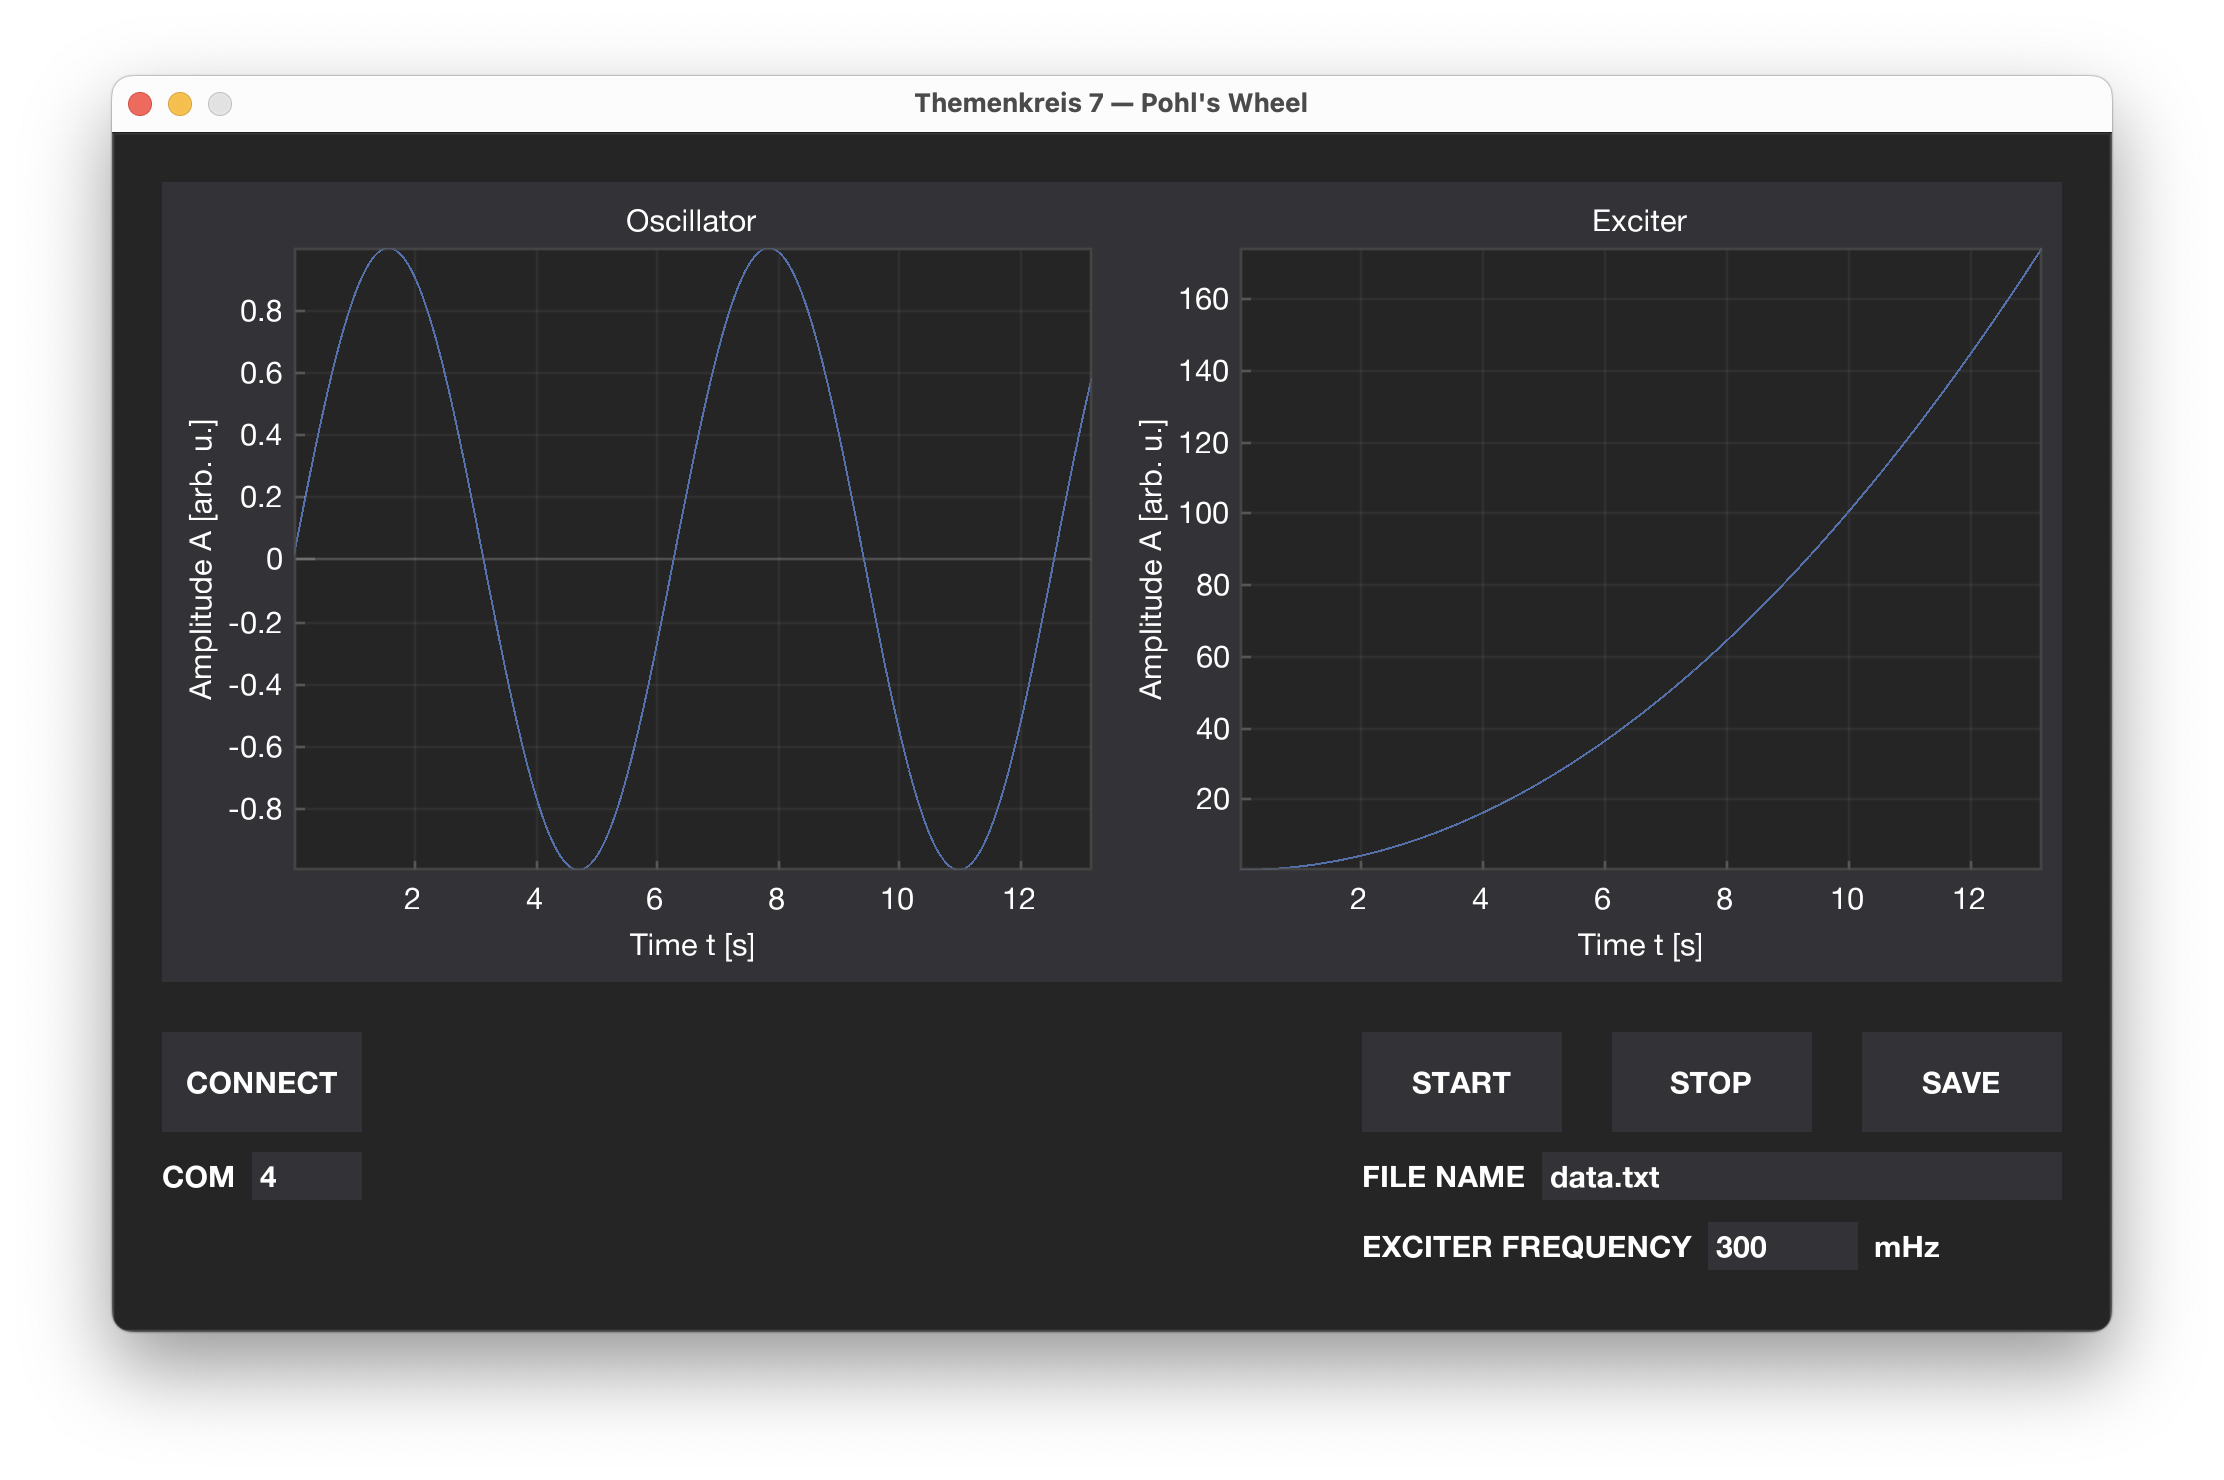 Themenkreis 7 — Pohl's Wheel
Oscillator
Amplitude A [arb. u.]
0.8
0.6
0.4
0.2
0
-0.2
-0.4
-0.6
-0.8
2 4 6 8 10 12
Time t [s]
Exciter
Amplitude A [arb. u.]
160
140
120
100
80
60
40
20
2 4 6 8 10 12
Time t [s]
CONNECT
COM 4
START STOP SAVE
FILE NAME data.txt
EXCITER FREQUENCY 300 mHz